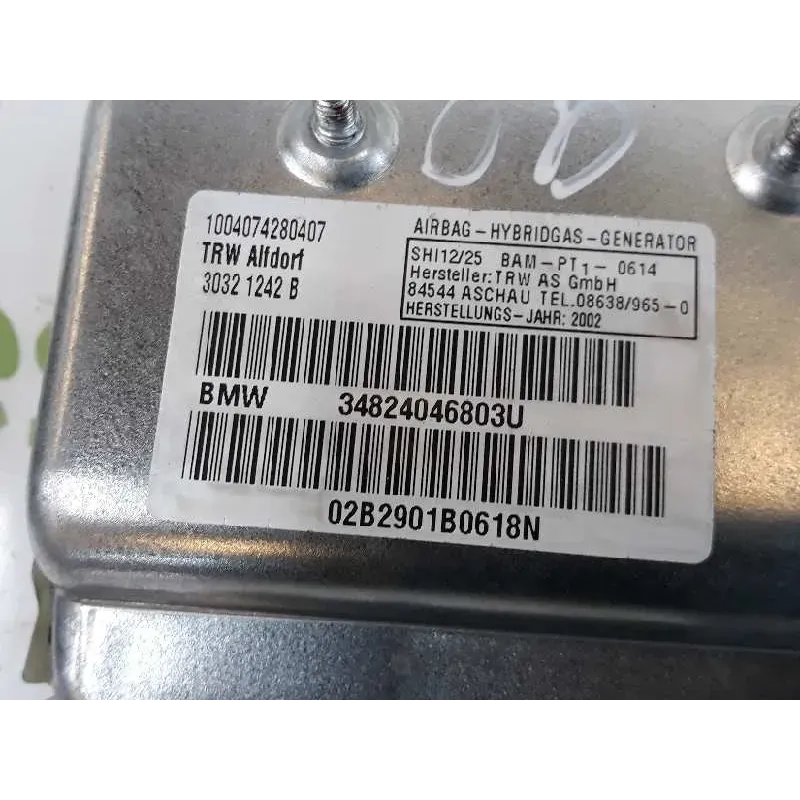 1004074280407
TRW Alfdorf
3032 1242 B
AIRBAG-HYBRIDGAS-GENERATOR
SHI12/25 BAM-PT1- 0614
Hersteller: TRW AS GmbH
84544 ASCHAU TEL.08638/965-0
HERSTELLUNGS-JAHR: 2002
BMW 34824046803U
02B2901B0618N